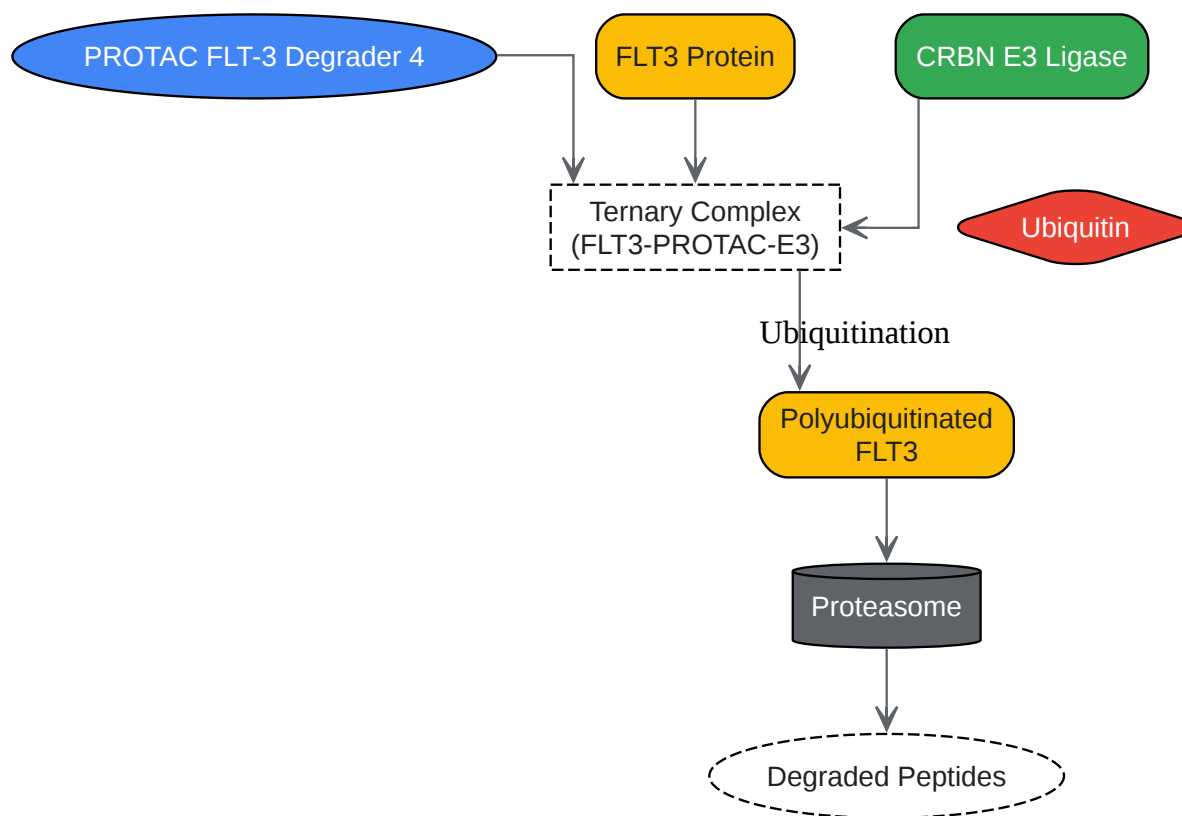 PROTAC FLT-3 Degrader 4
FLT3 Protein
CRBN E3 Ligase
Ternary Complex
(FLT3-PROTAC-E3)
Ubiquitin
Ubiquitination
Polyubiquitinated
FLT3
Proteasome
Degraded Peptides